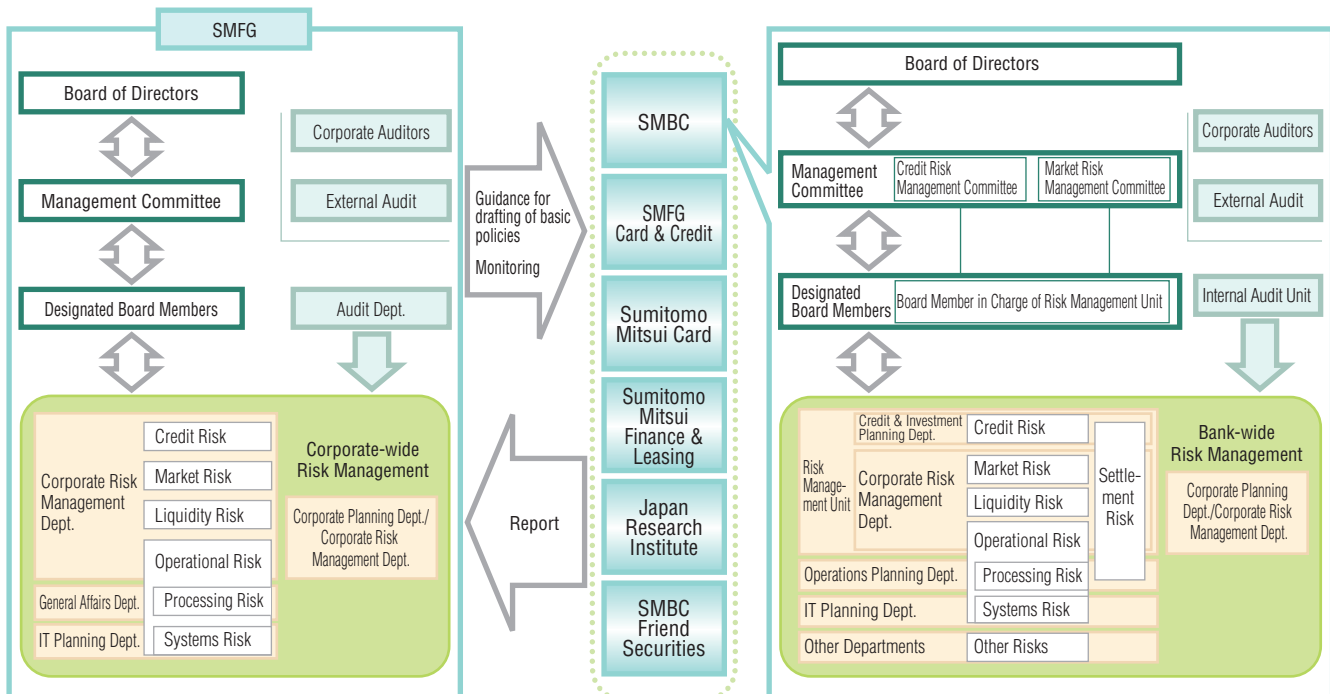 SMFG
Board of Directors
Corporate Auditors
Management Committee
External Audit
Designated Board Members
Audit Dept.
Credit Risk
Corporate Risk
Management
Dept.
Market Risk
Liquidity Risk
Operational Risk
General Affairs Dept.
Processing Risk
IT Planning Dept.
Systems Risk
Corporate-wide
Risk Management
Corporate Planning Dept./
Corporate Risk
Management Dept.
Guidance for
drafting of basic
policies
Monitoring
Report
SMBC
SMFG
Card & Credit
Sumitomo
Mitsui Card
Sumitomo
Mitsui
Finance &
Leasing
Japan
Research
Institute
SMBC
Friend
Securities
Board of Directors
Corporate Auditors
Management
Committee
Credit Risk
Management Committee
Market Risk
Management Committee
External Audit
Designated
Board Members
Board Member in Charge of Risk Management Unit
Internal Audit Unit
Risk
Manage-
ment Unit
Credit & Investment
Planning Dept.
Credit Risk
Corporate Risk
Management
Dept.
Market Risk
Liquidity Risk
Operational Risk
Settle-
ment
Risk
Operations Planning Dept.
Processing Risk
IT Planning Dept.
Systems Risk
Other Departments
Other Risks
Bank-wide
Risk Management
Corporate Planning
Dept./Corporate Risk
Management Dept.